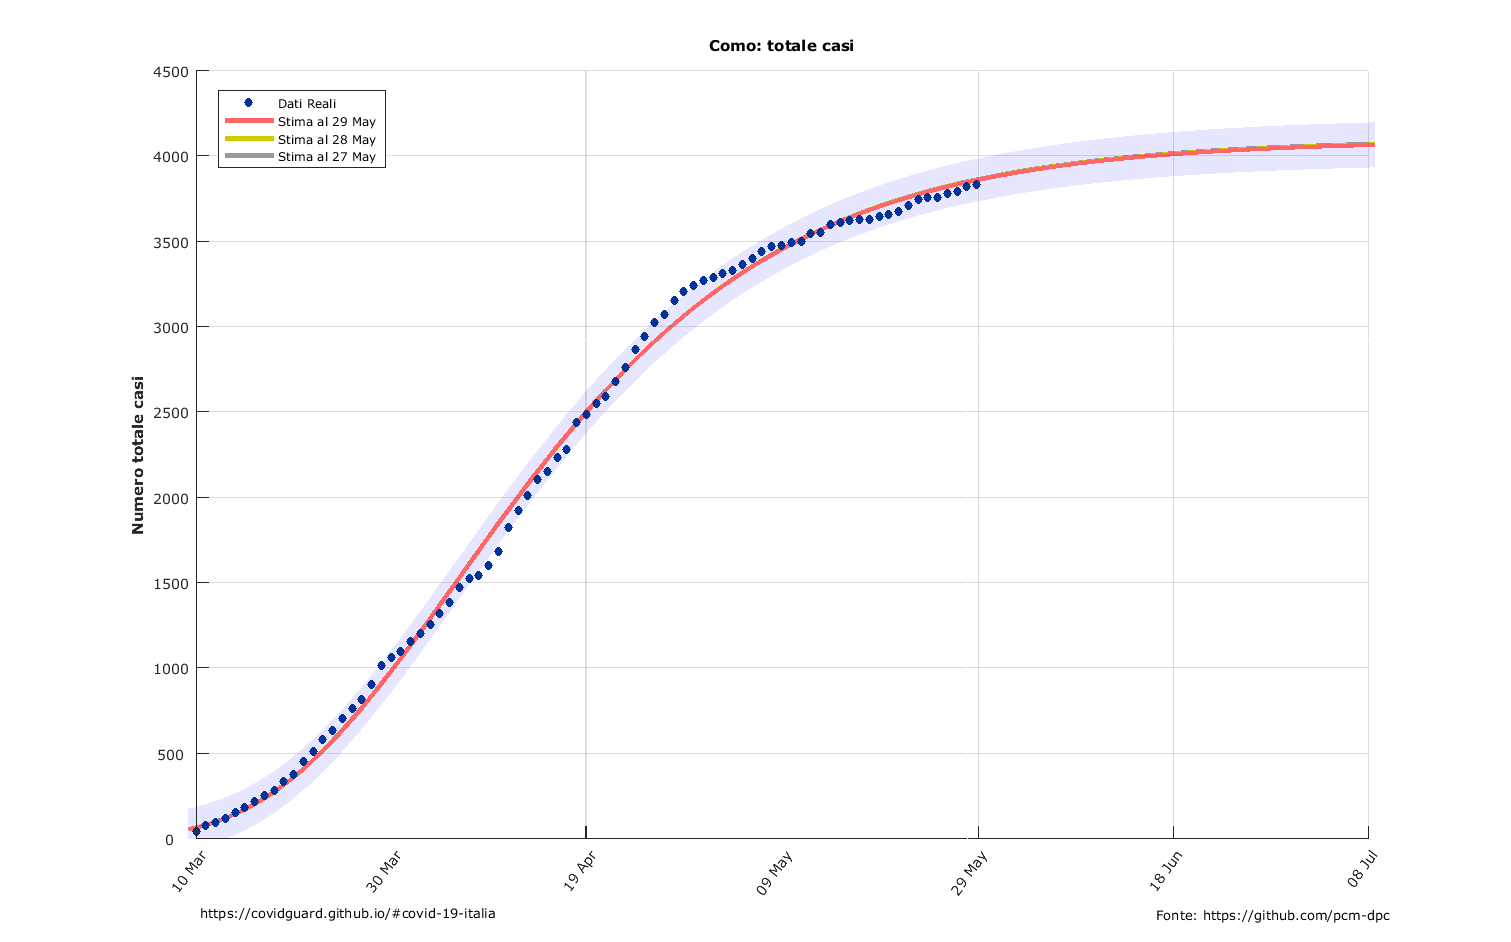 Como: totale casi
4500
4000
3500
3000
2500
2000
1500
1000
500
0
Numero totale casi
Dati Reali
Stima al 29 May
Stima al 28 May
Stima al 27 May
10 Mar
30 Mar
19 Apr
09 May
29 May
18 Jun
08 Jul
https://covidguard.github.io/#covid-19-italia
Fonte: https://github.com/pcm-dpc